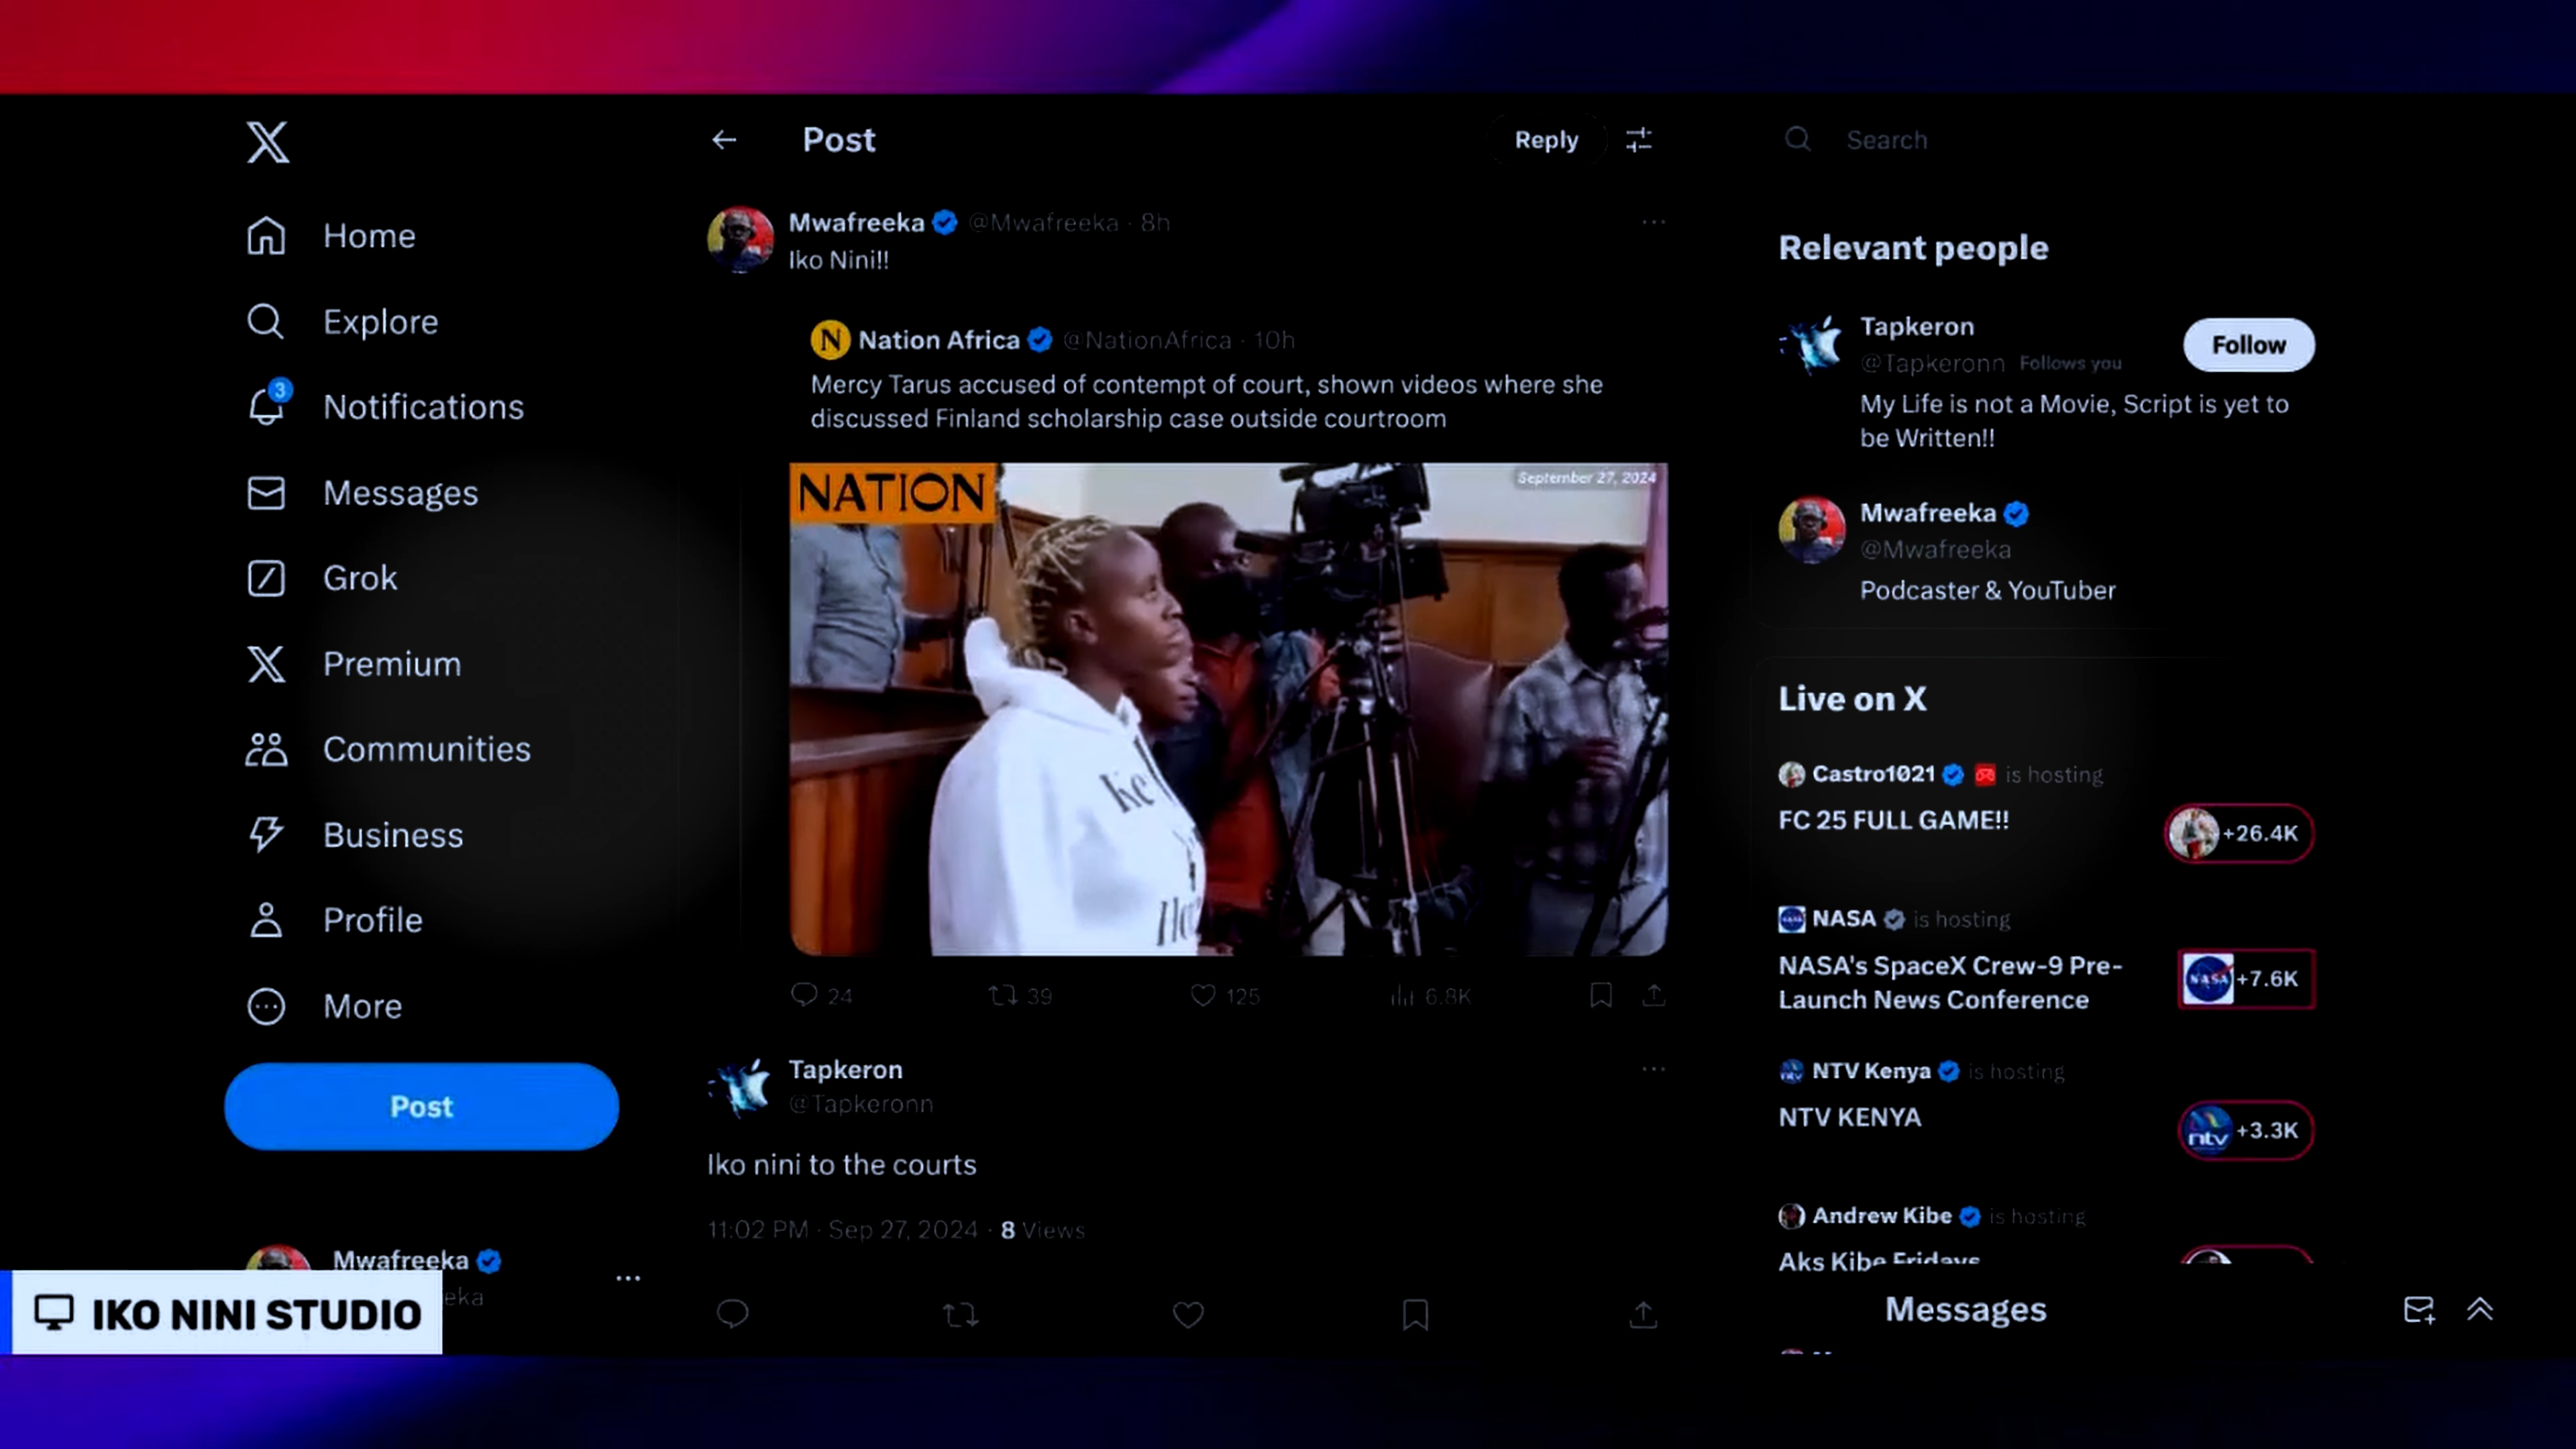 Home
Explore
3
Notifications
Messages
Grok
Premium
Communities
Business
Profile
More
Post
Mwafreeka
eka
IKO NINI STUDIO
Post
Reply
Mwafreeka @Mwafreeka · 8h
Iko Nini!!
N Nation Africa @NationAfrica · 10h
Mercy Tarus accused of contempt of court, shown videos where she
discussed Finland scholarship case outside courtroom
NATION
September 27, 2024
Ke
24 39 125 6.8K
Tapkeron
@Tapkeronn
Iko nini to the courts
11:02 PM · Sep 27, 2024 · 8 Views
Search
Relevant people
Tapkeron
@Tapkeronn Follows you
Follow
My Life is not a Movie, Script is yet to
be Written!!
Mwafreeka
@Mwafreeka
Podcaster & YouTuber
Live on X
Castro1021 is hosting
FC 25 FULL GAME!!
+26.4K
NASA is hosting
NASA's SpaceX Crew-9 Pre-
Launch News Conference
NASA +7.6K
NTV Kenya is hosting
NTV KENYA
ntv +3.3K
Andrew Kibe is hosting
Aks Kibe Fridays
Messages